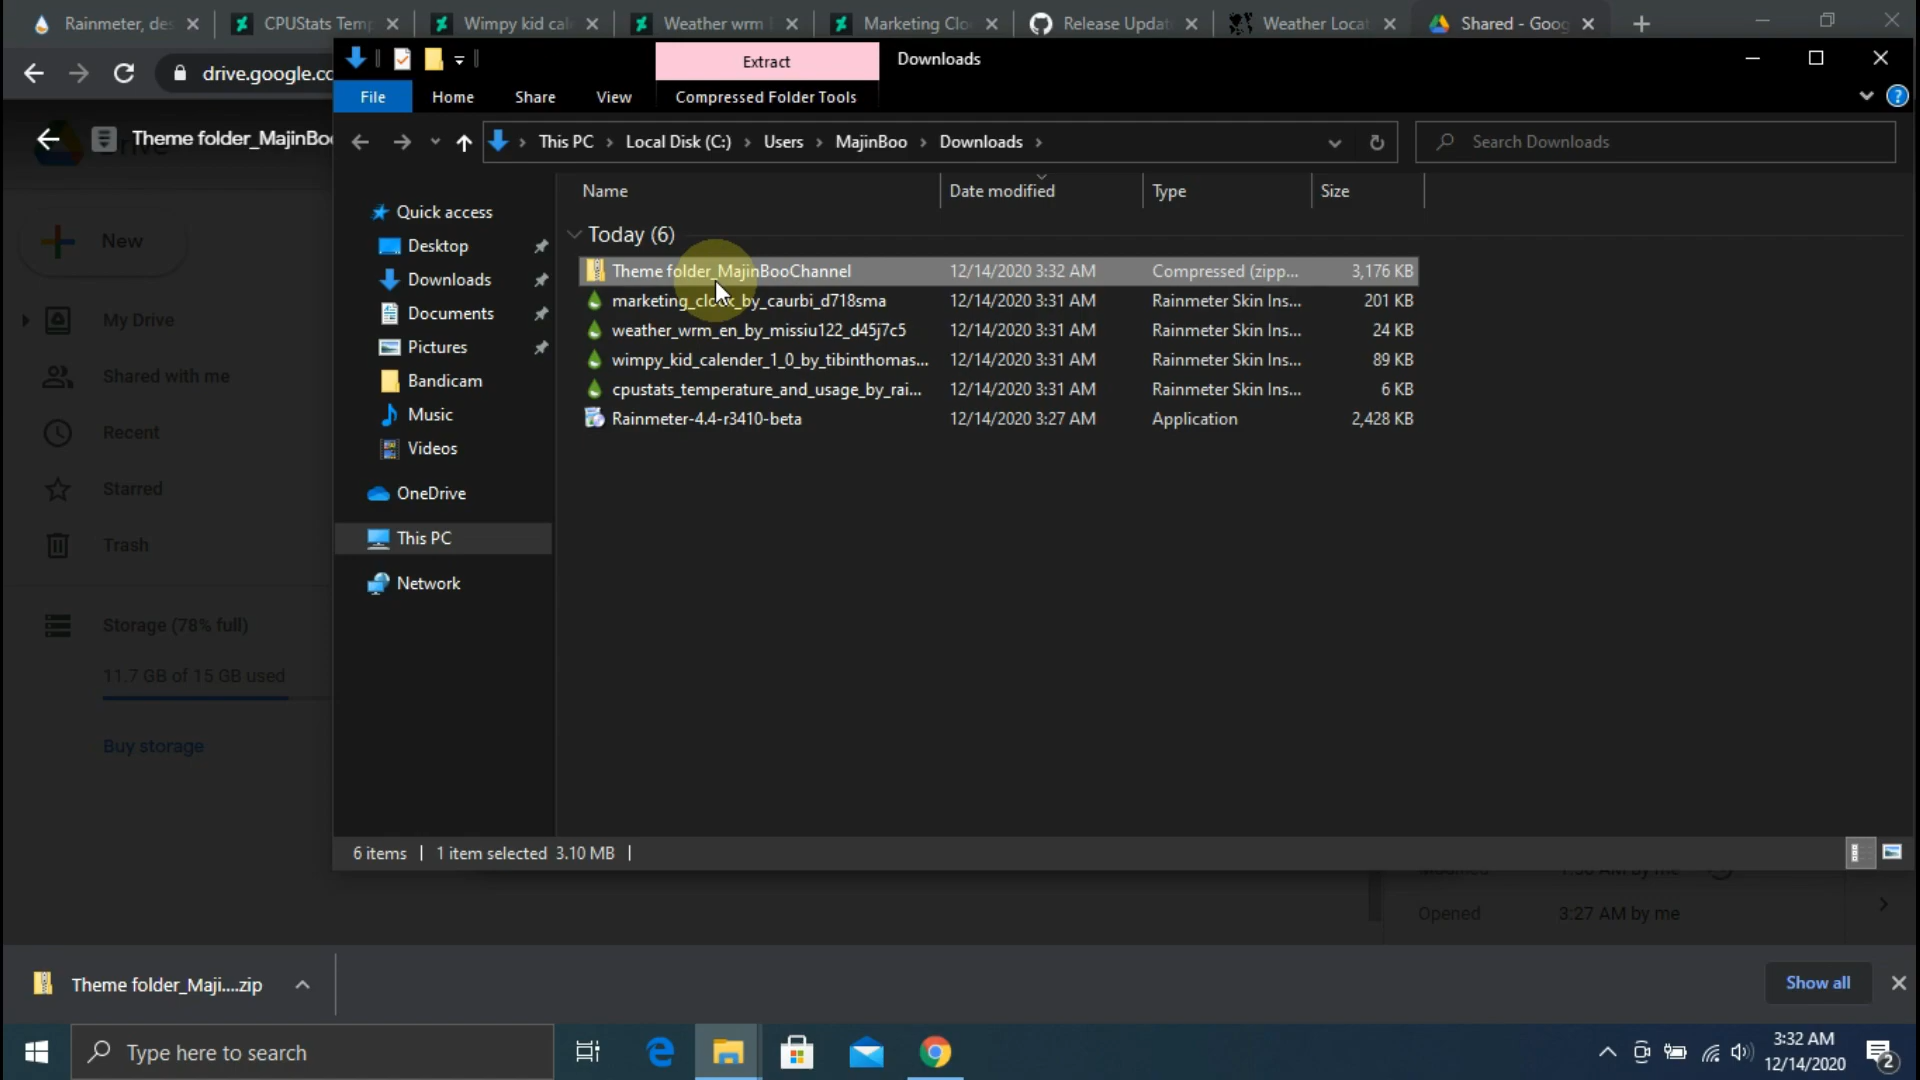 Rainmeter, des
CPUStats Temp
Wimpy kid cal
Weather wrm
Marketing Clo
Release Updat
Weather Locat
Shared - Goog
drive.google.co
Extract
Downloads
File
Home
Share
View
Compressed Folder Tools
Theme folder_MajinBo
This PC
Local Disk (C:)
Users
MajinBoo
Downloads
Search Downloads
Name
Date modified
Type
Size
New
My Drive
Shared with me
Recent
Starred
Trash
Storage (78% full)
11.7 GB of 15 GB used
Buy storage
Quick access
Desktop
Downloads
Documents
Pictures
Bandicam
Music
Videos
OneDrive
This PC
Network
Today (6)
Theme folder_MajinBooChannel 12/14/2020 3:32 AM Compressed (zipp... 3,176 KB
marketing_clock_by_caurbi_d718sma 12/14/2020 3:31 AM Rainmeter Skin Ins... 201 KB
weather_wrm_en_by_missiu122_d45j7c5 12/14/2020 3:31 AM Rainmeter Skin Ins... 24 KB
wimpy_kid_calender_1_0_by_tibinthomas... 12/14/2020 3:31 AM Rainmeter Skin Ins... 89 KB
cpustats_temperature_and_usage_by_rai... 12/14/2020 3:31 AM Rainmeter Skin Ins... 6 KB
Rainmeter-4.4-r3410-beta 12/14/2020 3:27 AM Application 2,428 KB
6 items
1 item selected 3.10 MB
Opened 3:27 AM by me
Theme folder_Maji....zip
Show all
Type here to search
3:32 AM
12/14/2020
2